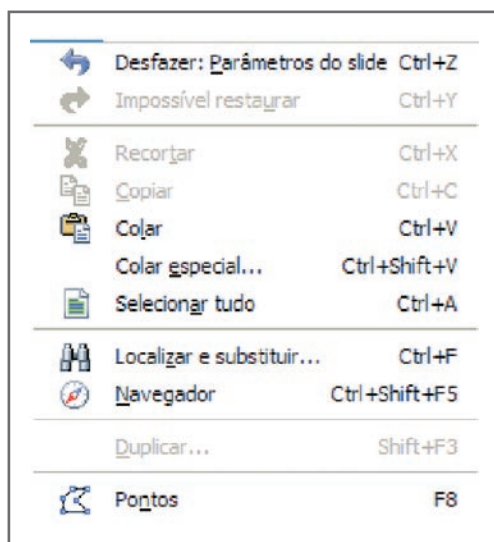 Desfazer: Parâmetros do slide Ctrl+Z
Impossível restaurar Ctrl+Y
Recortar Ctrl+X
Copiar Ctrl+C
Colar Ctrl+V
Colar especial... Ctrl+Shift+V
Selecionar tudo Ctrl+A
Localizar e substituir... Ctrl+F
Navegador Ctrl+Shift+F5
Duplicar... Shift+F3
Pontos F8